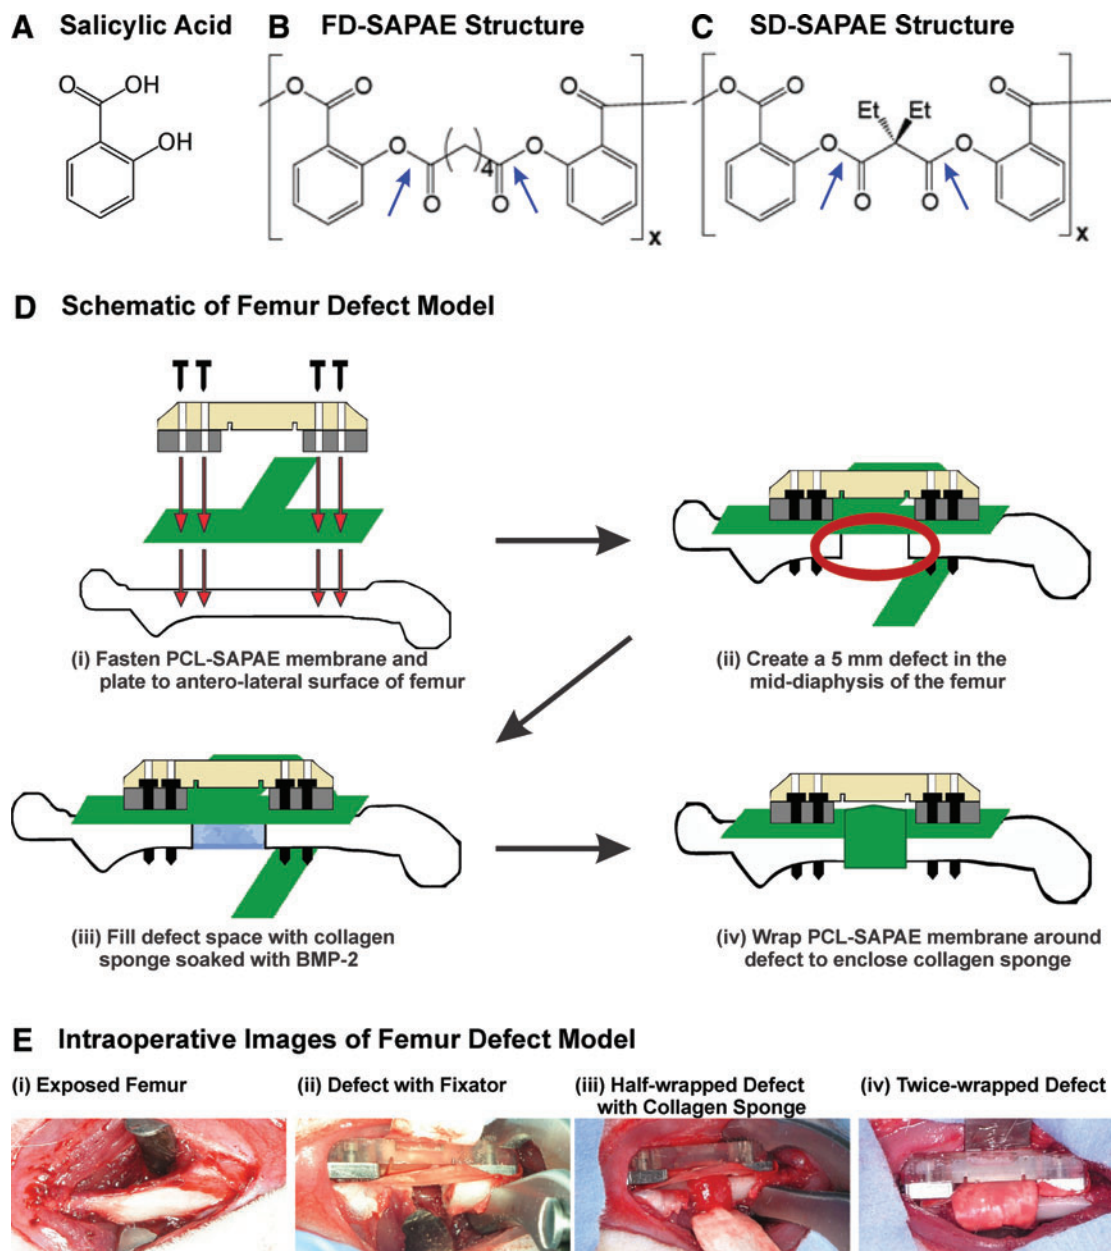 A Salicylic Acid
B FD-SAPAE Structure
C SD-SAPAE Structure
O
OH
OH
O
O
O
O
4
O
O
O
x
O
O
Et
Et
O
O
O
O
O
x
D Schematic of Femur Defect Model
(i) Fasten PCL-SAPAE membrane and
plate to antero-lateral surface of femur
(ii) Create a 5 mm defect in the
mid-diaphysis of the femur
(iii) Fill defect space with collagen
sponge soaked with BMP-2
(iv) Wrap PCL-SAPAE membrane around
defect to enclose collagen sponge
E Intraoperative Images of Femur Defect Model
(i) Exposed Femur
(ii) Defect with Fixator
(iii) Half-wrapped Defect
with Collagen Sponge
(iv) Twice-wrapped Defect